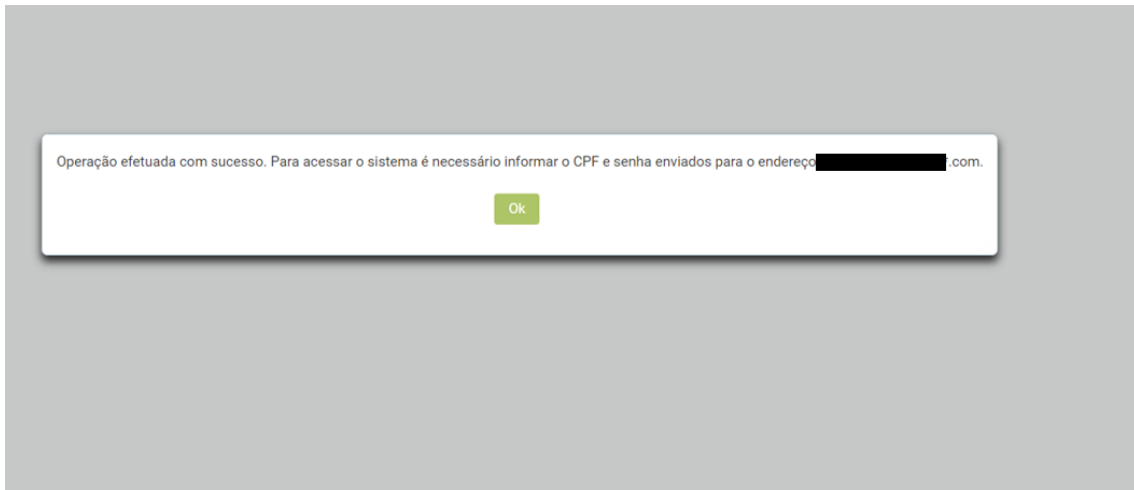 Operação efetuada com sucesso. Para acessar o sistema é necessário informar o CPF e senha enviados para o endereço .com.
Ok